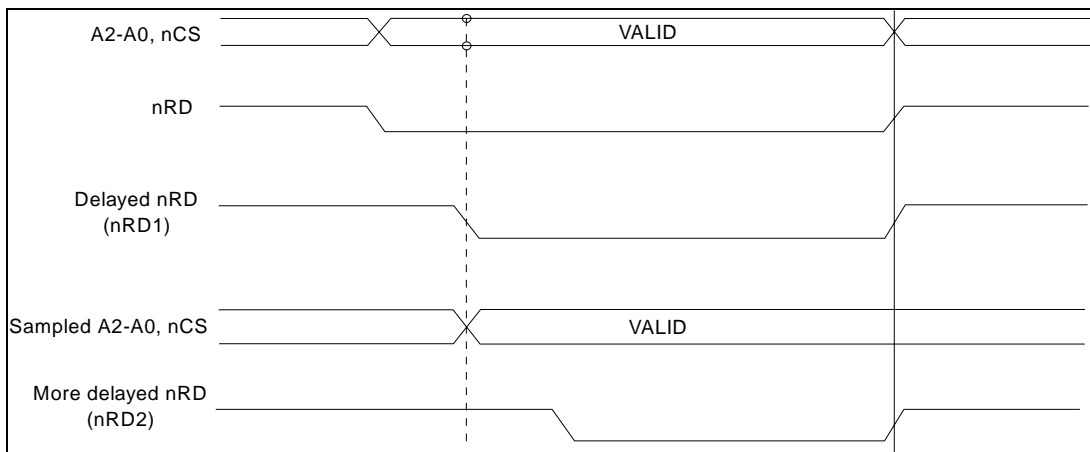 A2-A0, nCS
VALID
nRD
Delayed nRD
(nRD1)
Sampled A2-A0, nCS
VALID
More delayed nRD
(nRD2)